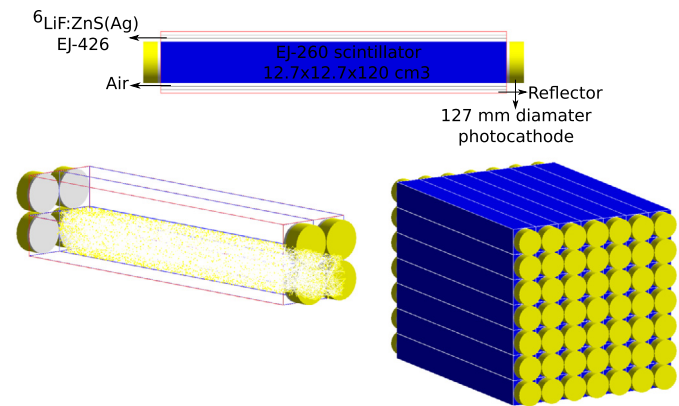 6LiF:ZnS(Ag)
EJ-426
EJ-260 scintillator
12.7x12.7x120 cm3
Air
Reflector
127 mm diamater
photocathode